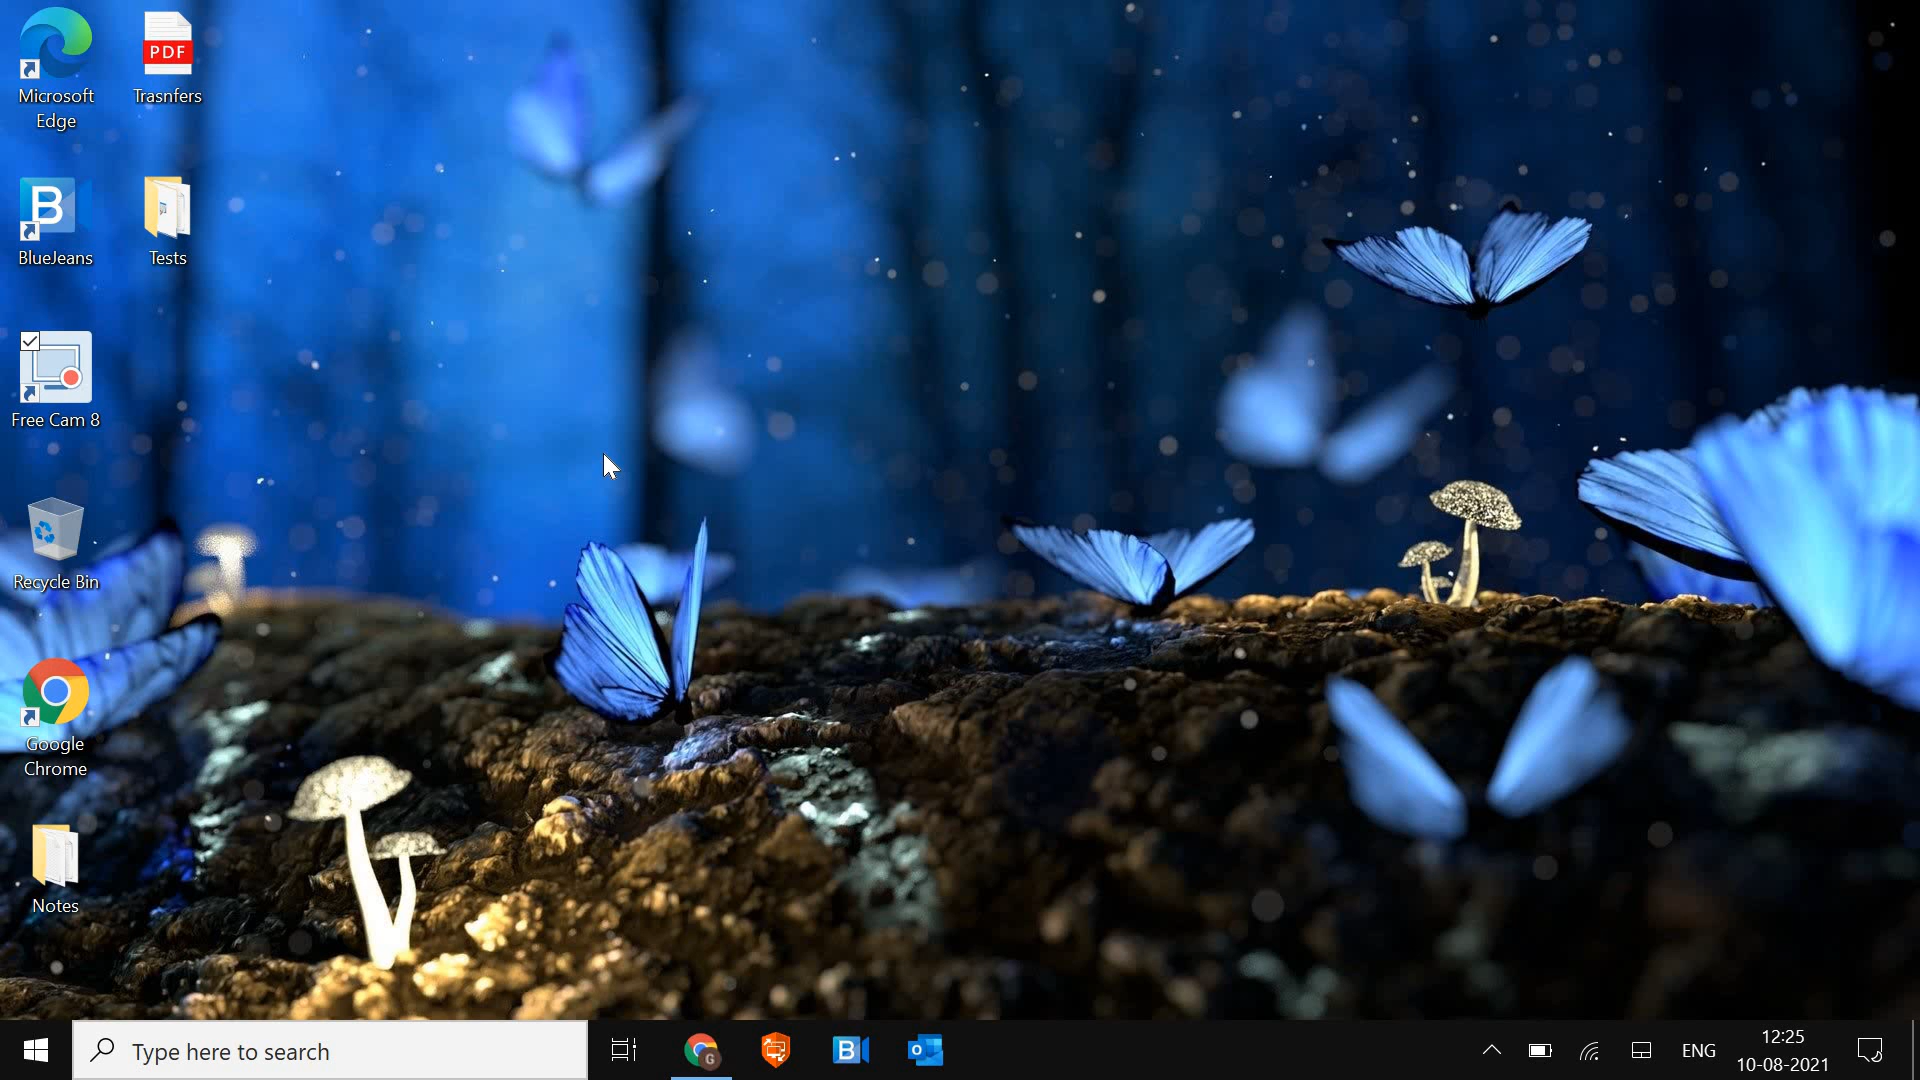 Microsoft
Edge
PDF
Trasnfers
B
BlueJeans
Tests
Free Cam 8
Recycle Bin
Google
Chrome
Notes
Type here to search
G
B
O
ENG
12:25
10-08-2021